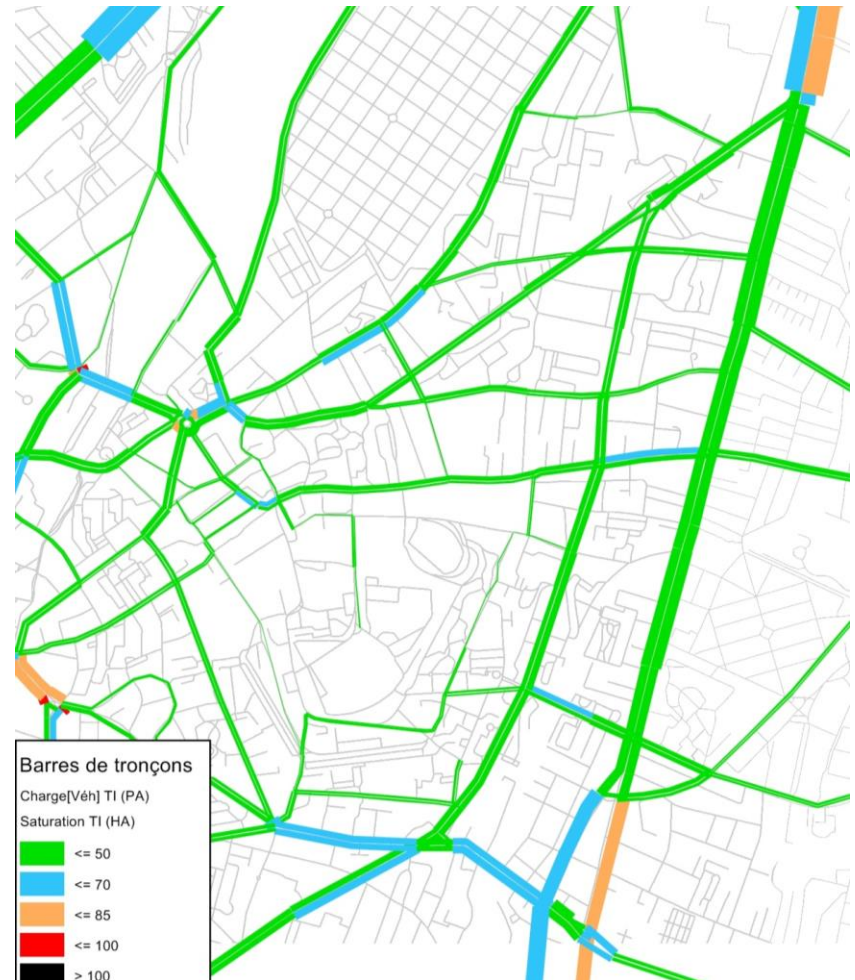 Barres de tronçons
Charge[Véh] TI (PA)
Saturation TI (HA)
<= 50
<= 70
<= 85
<= 100
> 100